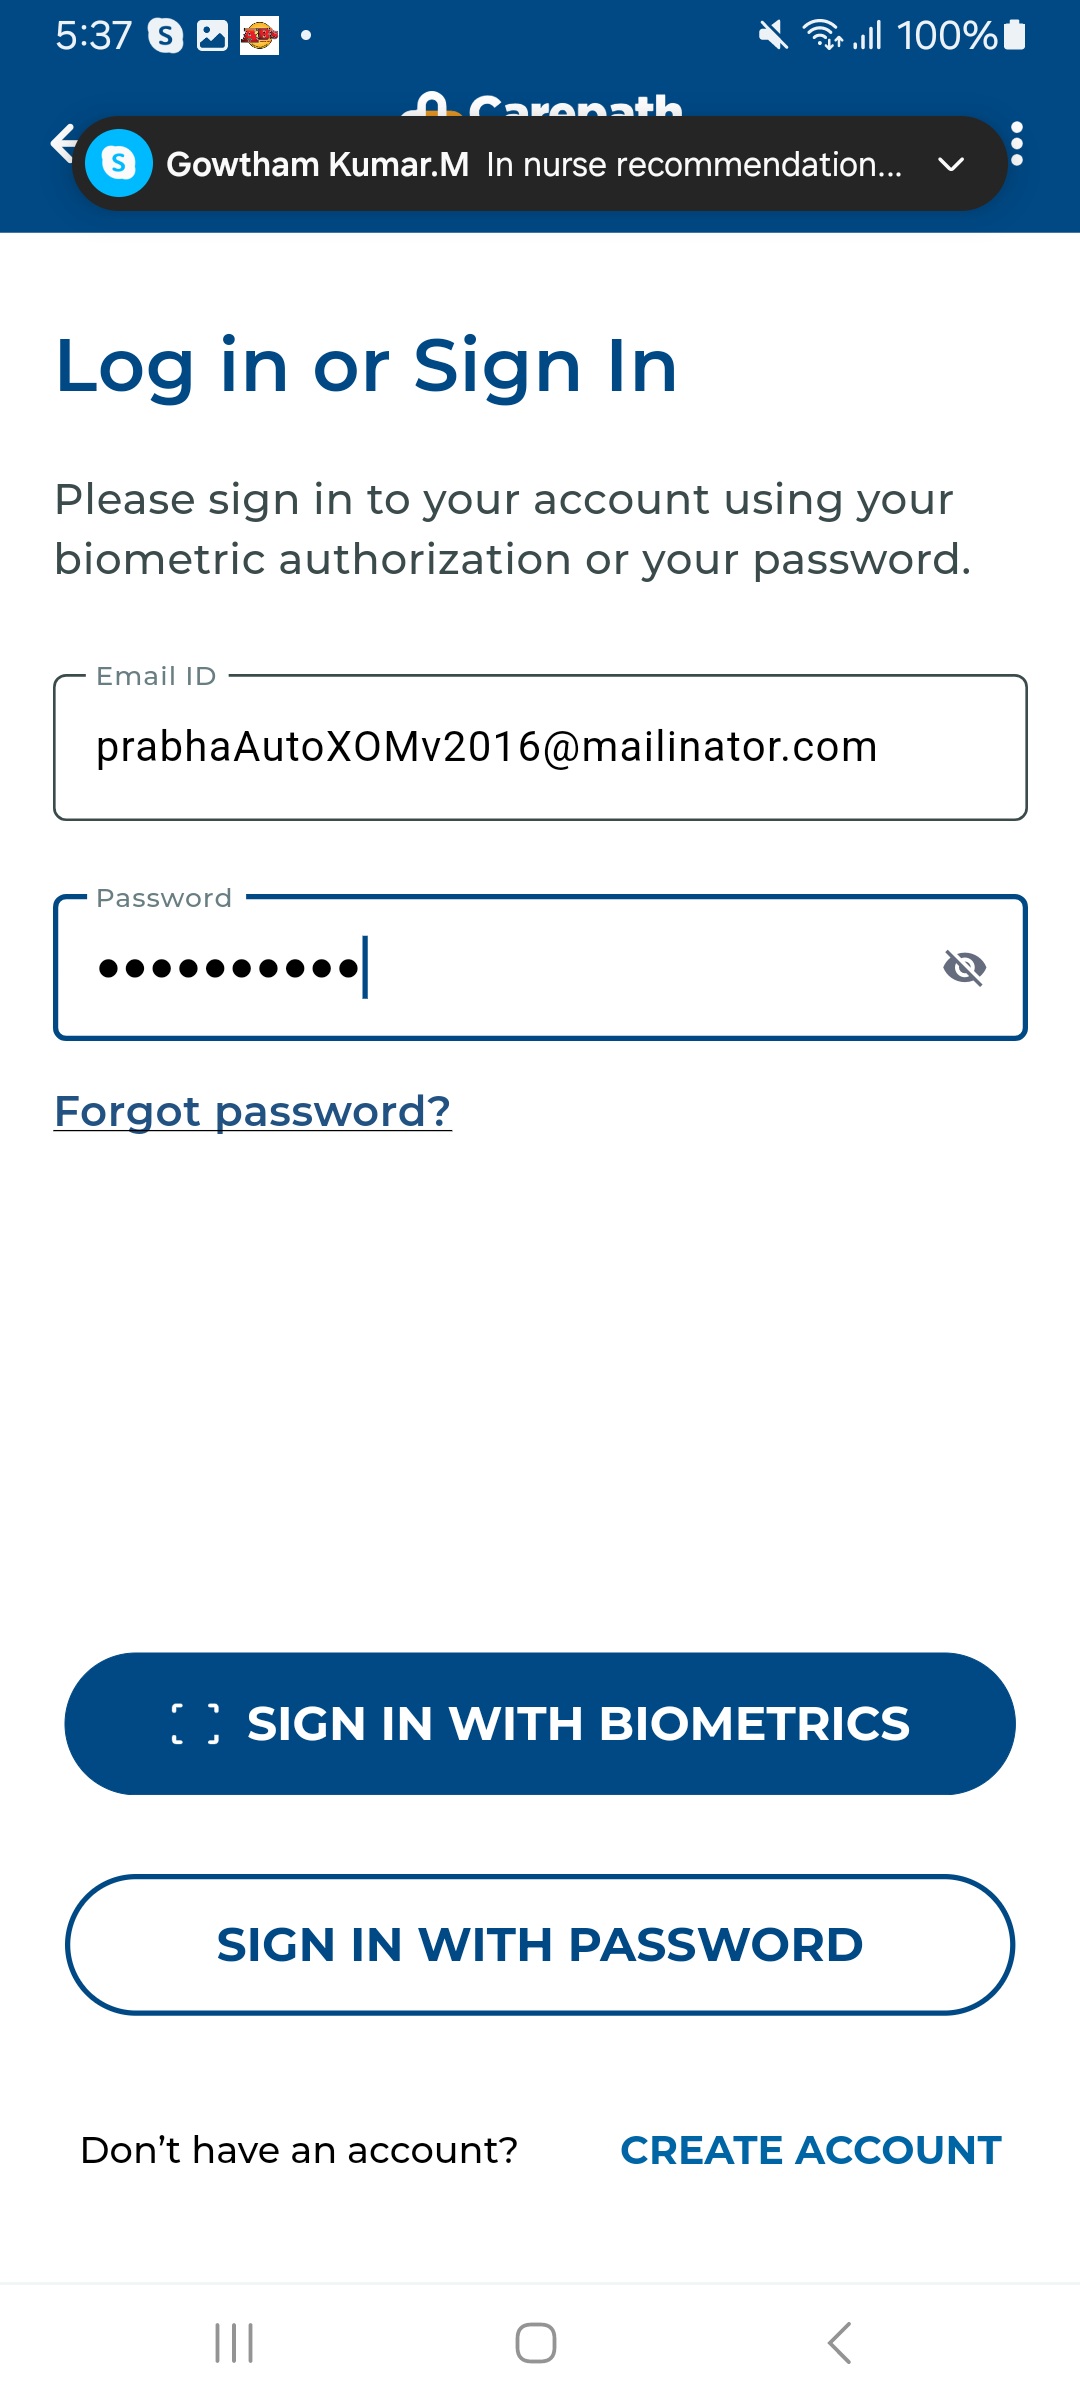 5:37
100%
Carepath
Gowtham Kumar.M In nurse recommendation...
Log in or Sign In
Please sign in to your account using your
biometric authorization or your password.
Email ID
prabhaAutoXOMv2016@mailinator.com
Password
••••••••••
Forgot password?
SIGN IN WITH BIOMETRICS
SIGN IN WITH PASSWORD
Don’t have an account? CREATE ACCOUNT